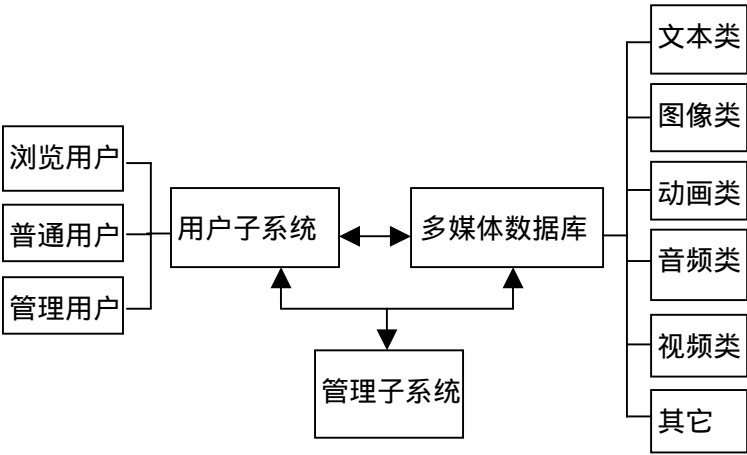 浏览用户
普通用户
管理用户
用户子系统
多媒体数据库
管理子系统
文本类
图像类
动画类
音频类
视频类
其它